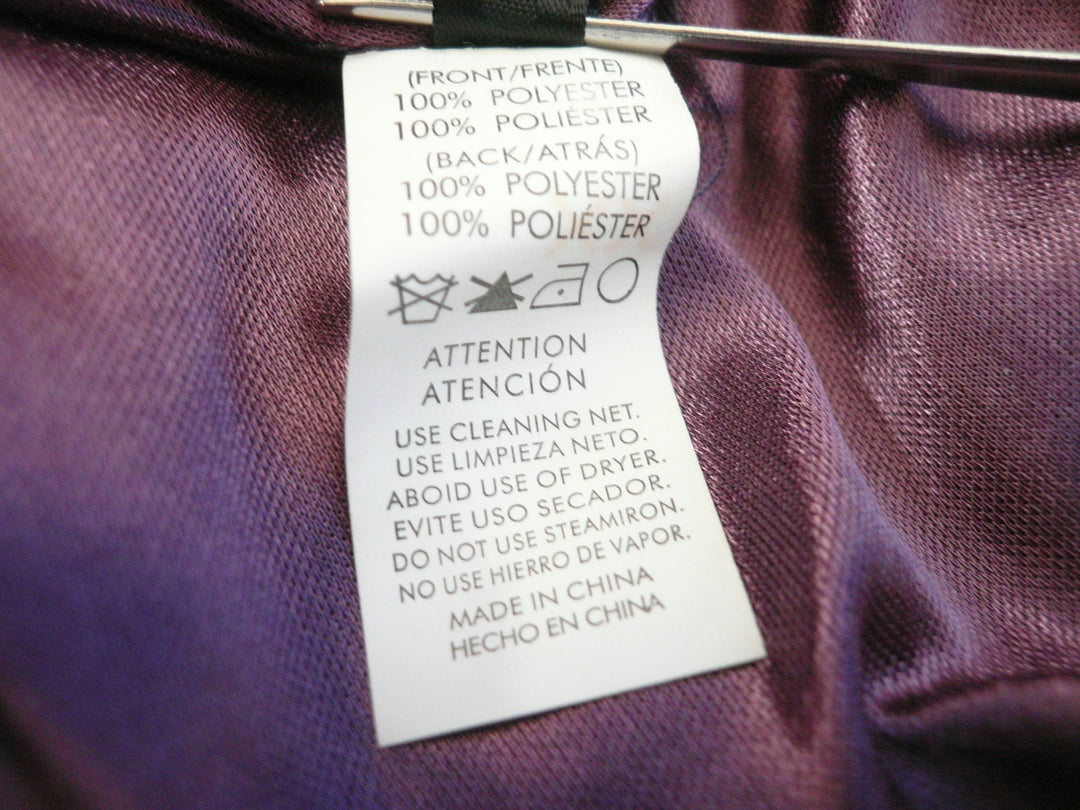 (FRONT/FRENTE)
100% POLYESTER
100% POLIÉSTER
(BACK/ATRÁS)
100% POLYESTER
100% POLIÉSTER
ATTENTION
ATENCIÓN
USE CLEANING NET.
USE LIMPIEZA NETO.
ABOID USE OF DRYER.
EVITE USO SECADOR.
DO NOT USE STEAMIRON.
NO USE HIERRO DE VAPOR.
MADE IN CHINA
HECHO EN CHINA